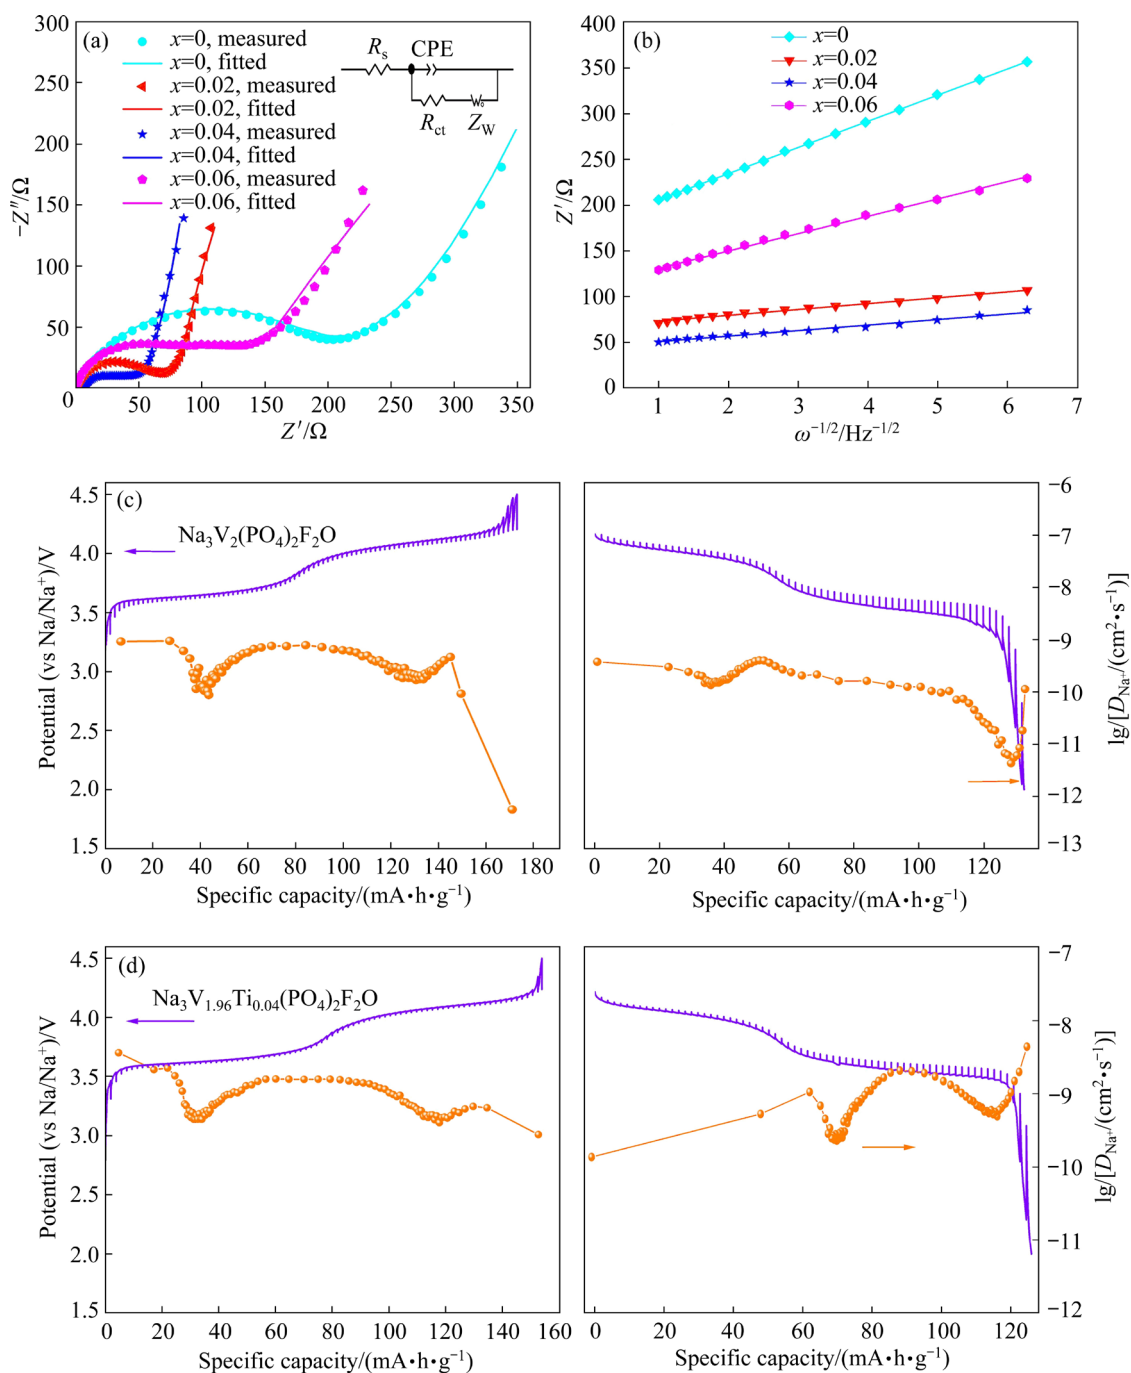 (a)
x=0, measured
x=0, fitted
x=0.02, measured
x=0.02, fitted
x=0.04, measured
x=0.04, fitted
x=0.06, measured
x=0.06, fitted
Rs
CPE
Rct
ZW
300
250
200
150
100
50
0
−Z″/Ω
0 50 100 150 200 250 300 350
Z′/Ω
(b)
x=0
x=0.02
x=0.04
x=0.06
400
350
300
250
200
150
100
50
0
Z′/Ω
1 2 3 4 5 6 7
ω−1/2/Hz−1/2
(c)
Na3V2(PO4)2F2O
4.5
4.0
3.5
3.0
2.5
2.0
1.5
Potential (vs Na/Na+)/V
0 20 40 60 80 100 120 140 160 180
Specific capacity/(mA•h•g−1)
0 20 40 60 80 100 120
Specific capacity/(mA•h•g−1)
−6
−7
−8
−9
−10
−11
−12
−13
lg/[DNa+/(cm2•s−1)]
(d)
Na3V1.96Ti0.04(PO4)2F2O
4.5
4.0
3.5
3.0
2.5
2.0
1.5
Potential (vs Na/Na+)/V
0 20 40 60 80 100 120 140 160
Specific capacity/(mA•h•g−1)
0 20 40 60 80 100 120
Specific capacity/(mA•h•g−1)
−7
−8
−9
−10
−11
−12
lg/[DNa+/(cm2•s−1)]